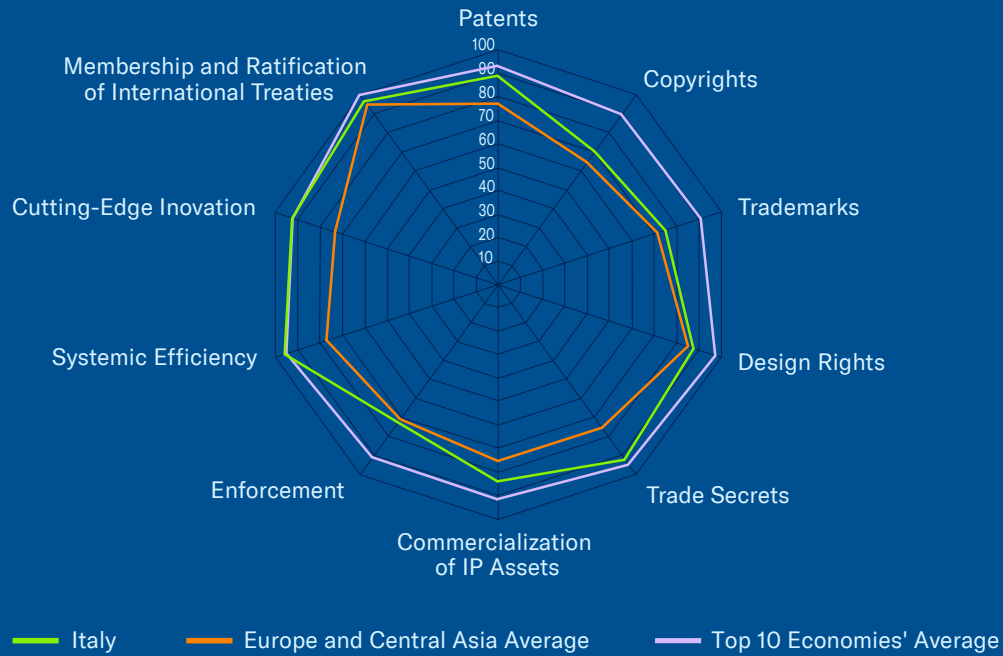 Patents
Membership and Ratification
of International Treaties
Copyrights
100
90
80
70
60
50
40
30
20
10
Cutting-Edge Inovation
Trademarks
Systemic Efficiency
Design Rights
Enforcement
Trade Secrets
Commercialization
of IP Assets
Italy
Europe and Central Asia Average
Top 10 Economies' Average